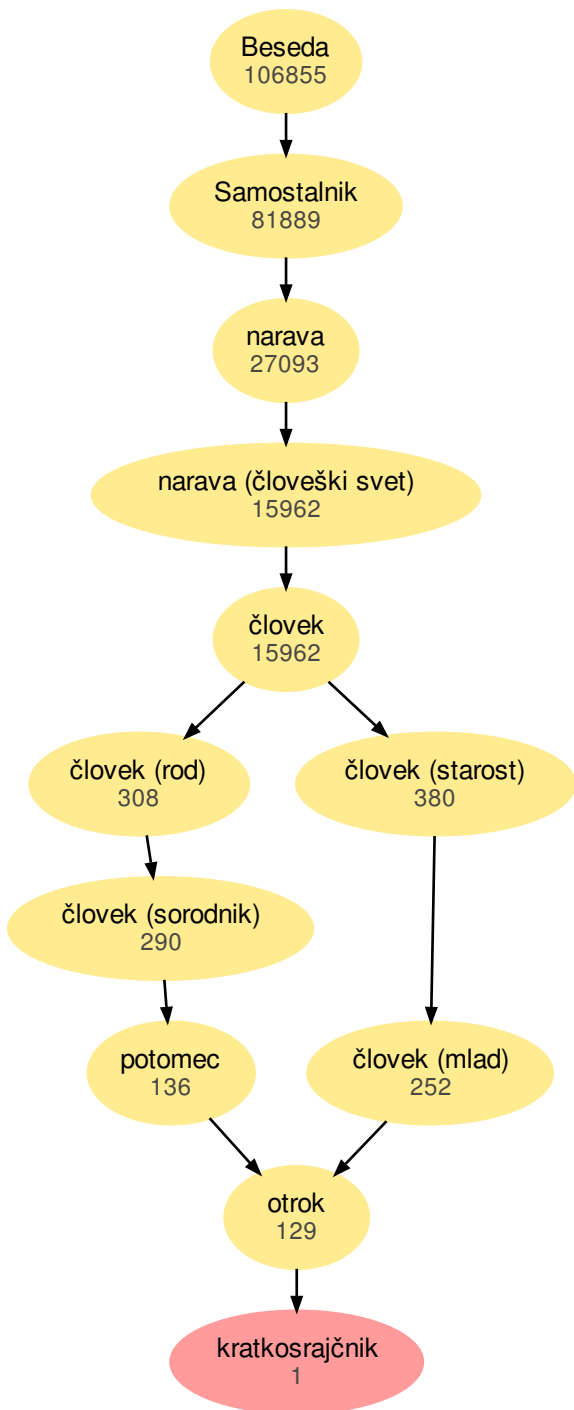 Beseda
106855
Samostalnik
81889
narava
27093
narava (človeški svet)
15962
človek
15962
človek (rod)
308
človek (starost)
380
človek (sorodnik)
290
potomec
136
človek (mlad)
252
otrok
129
kratkosrajčnik
1